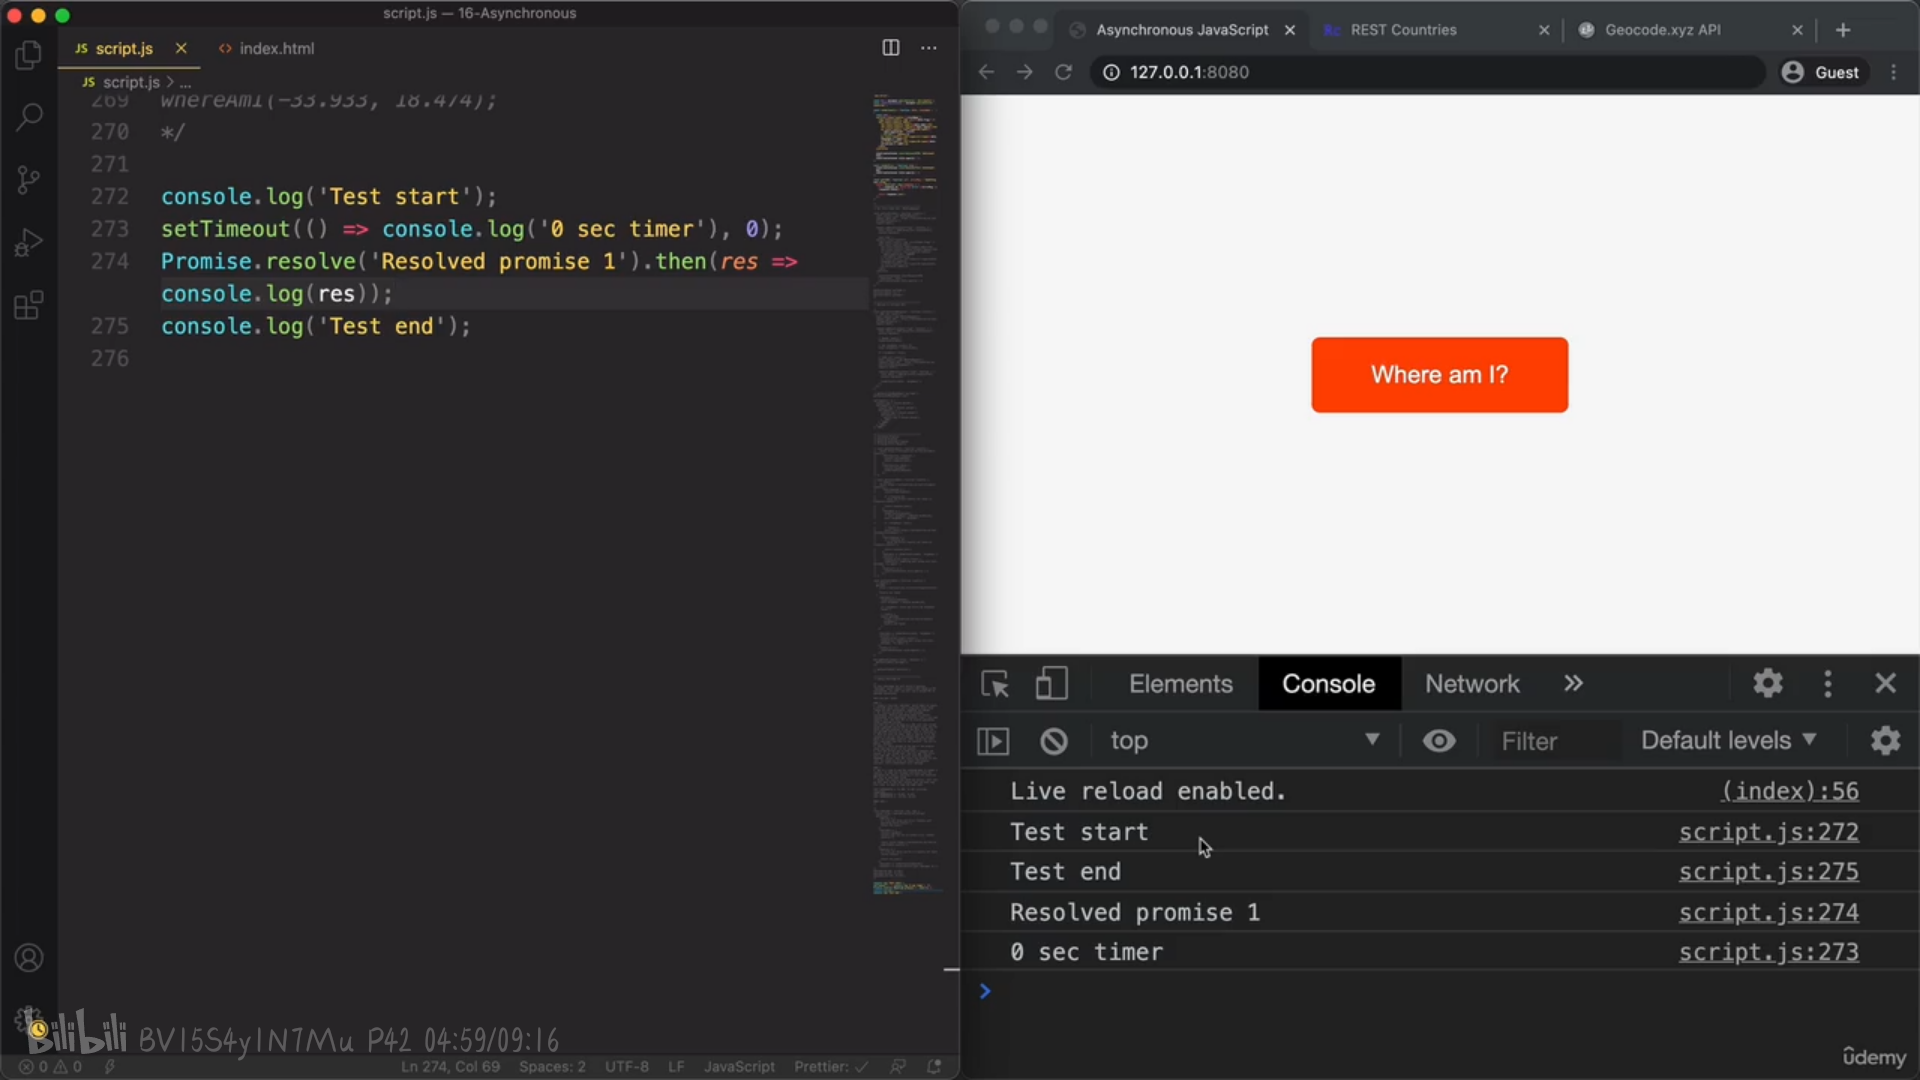 script.js — 16-Asynchronous
JS script.js
<> index.html
JS script.js > ...
269 whereAmI(-33.933, 18.474);
270 */
271
272 console.log('Test start');
273 setTimeout(() => console.log('0 sec timer'), 0);
274 Promise.resolve('Resolved promise 1').then(res =>
console.log(res));
275 console.log('Test end');
276
bilibili BV15S4y1N7Mu P42 04:59/09:16
0 0
Ln 274, Col 69
Spaces: 2
UTF-8
LF
JavaScript
Prettier: ✓
Asynchronous JavaScript
Rc REST Countries
Geocode.xyz API
127.0.0.1:8080
Guest
Where am I?
Elements
Console
Network
top
Filter
Default levels
Live reload enabled. (index):56
Test start script.js:272
Test end script.js:275
Resolved promise 1 script.js:274
0 sec timer script.js:273
ûdemy